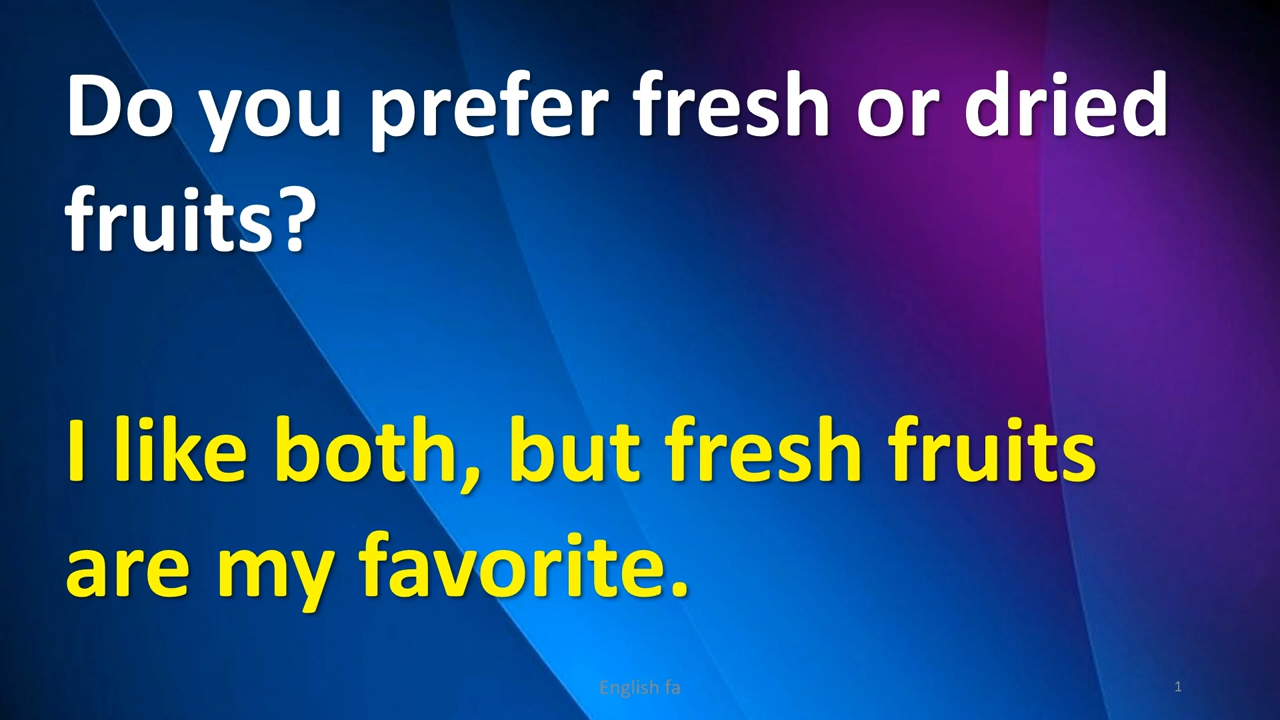 Do you prefer fresh or dried
fruits?
I like both, but fresh fruits
are my favorite.
English fa
1